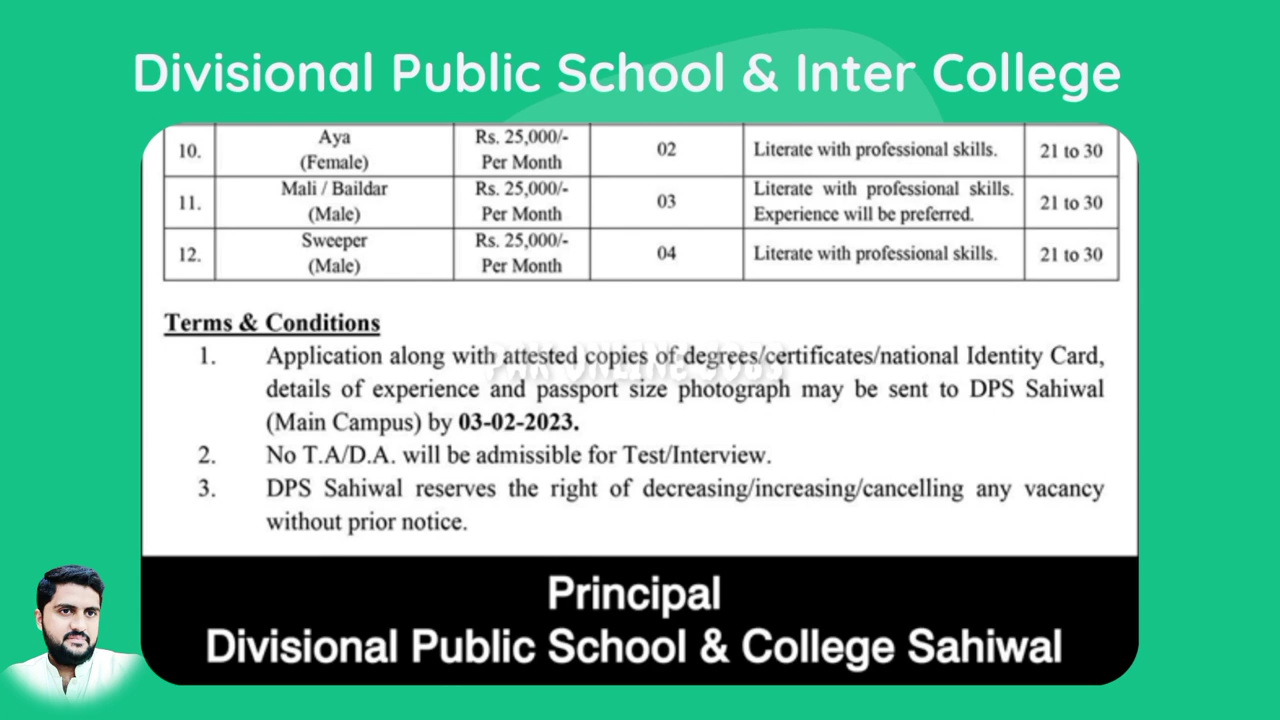 Divisional Public School & Inter College
10. Aya (Female) Rs. 25,000/- Per Month 02 Literate with professional skills. 21 to 30
11. Mali / Baildar (Male) Rs. 25,000/- Per Month 03 Literate with professional skills. Experience will be preferred. 21 to 30
12. Sweeper (Male) Rs. 25,000/- Per Month 04 Literate with professional skills. 21 to 30
Terms & Conditions
1. Application along with attested copies of degrees/certificates/national Identity Card,
details of experience and passport size photograph may be sent to DPS Sahiwal
(Main Campus) by 03-02-2023.
2. No T.A/D.A. will be admissible for Test/Interview.
3. DPS Sahiwal reserves the right of decreasing/increasing/cancelling any vacancy
without prior notice.
PAK ONLINE JOBS
Principal
Divisional Public School & College Sahiwal